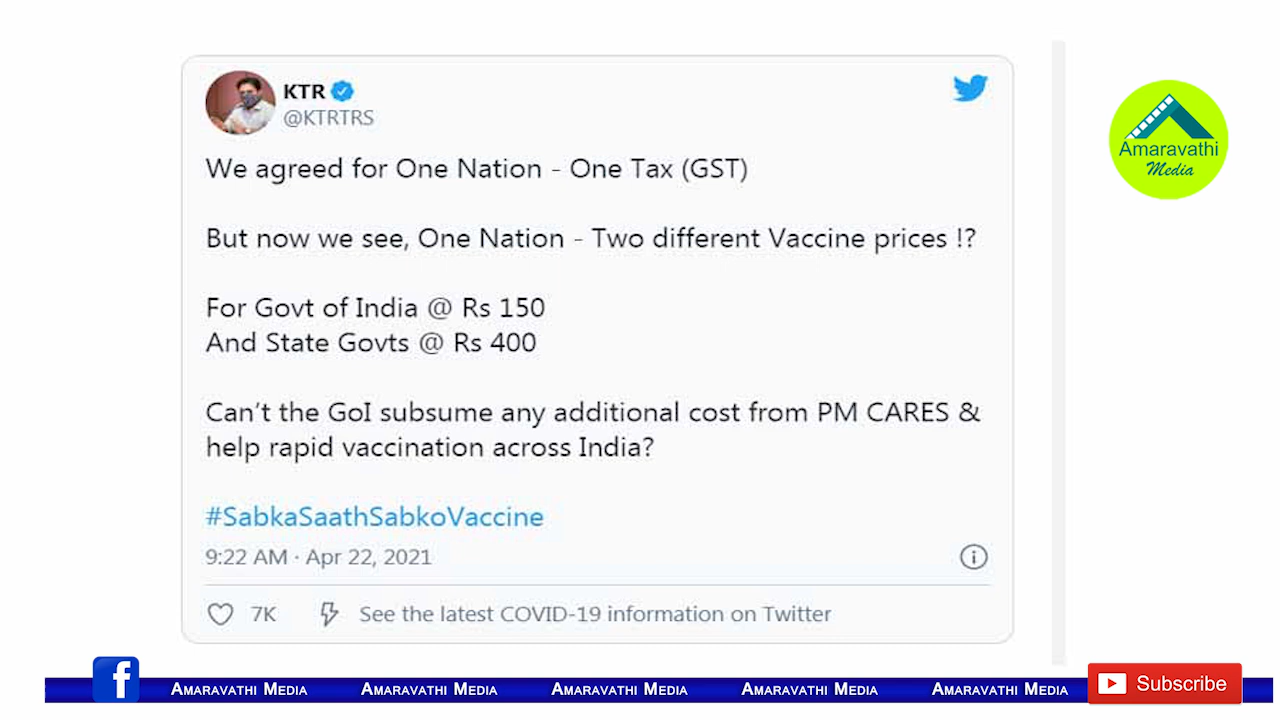 KTR
@KTRTRS
We agreed for One Nation - One Tax (GST)
But now we see, One Nation - Two different Vaccine prices !?
For Govt of India @ Rs 150
And State Govts @ Rs 400
Can't the GoI subsume any additional cost from PM CARES &
help rapid vaccination across India?
#SabkaSaathSabkoVaccine
9:22 AM · Apr 22, 2021
7K See the latest COVID-19 information on Twitter
Amaravathi
Media
f AMARAVATHI MEDIA AMARAVATHI MEDIA AMARAVATHI MEDIA AMARAVATHI MEDIA AMARAVATHI MEDIA Subscribe